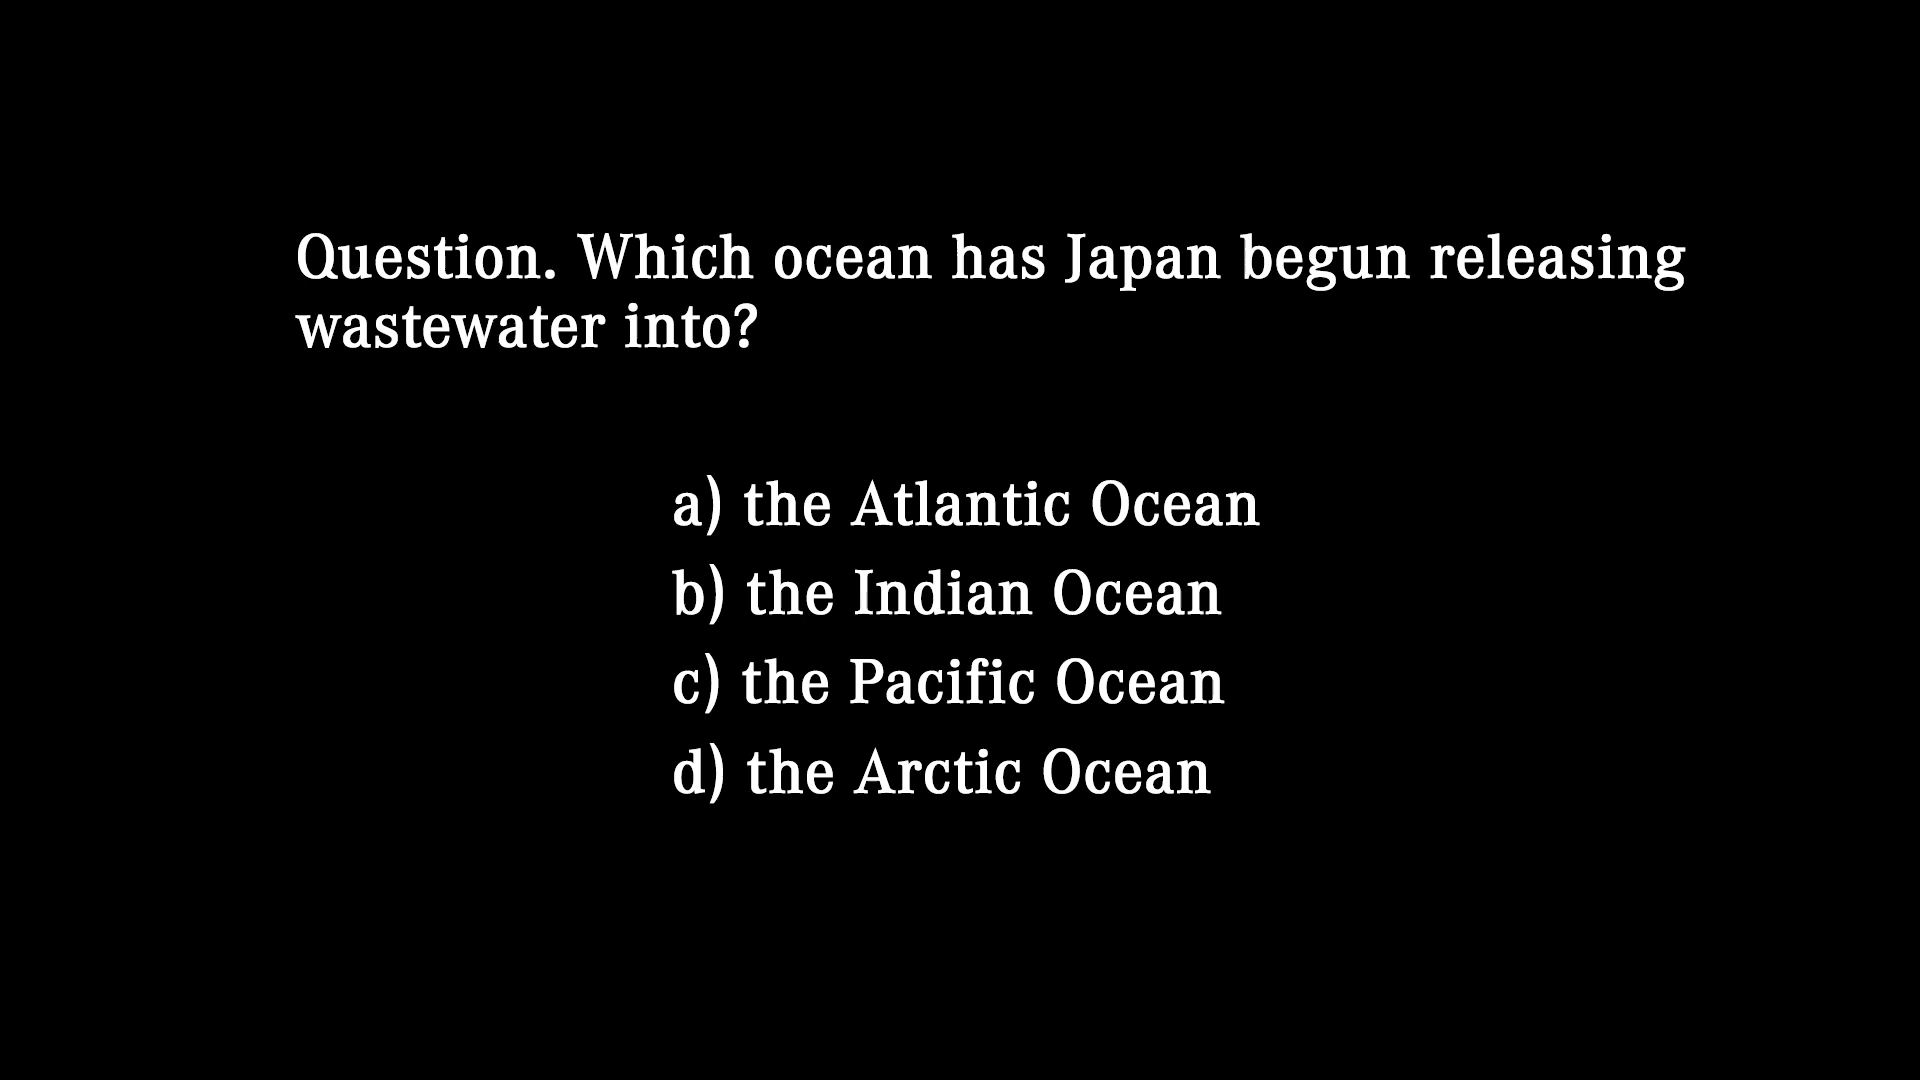 Question. Which ocean has Japan begun releasing
wastewater into?
a) the Atlantic Ocean
b) the Indian Ocean
c) the Pacific Ocean
d) the Arctic Ocean